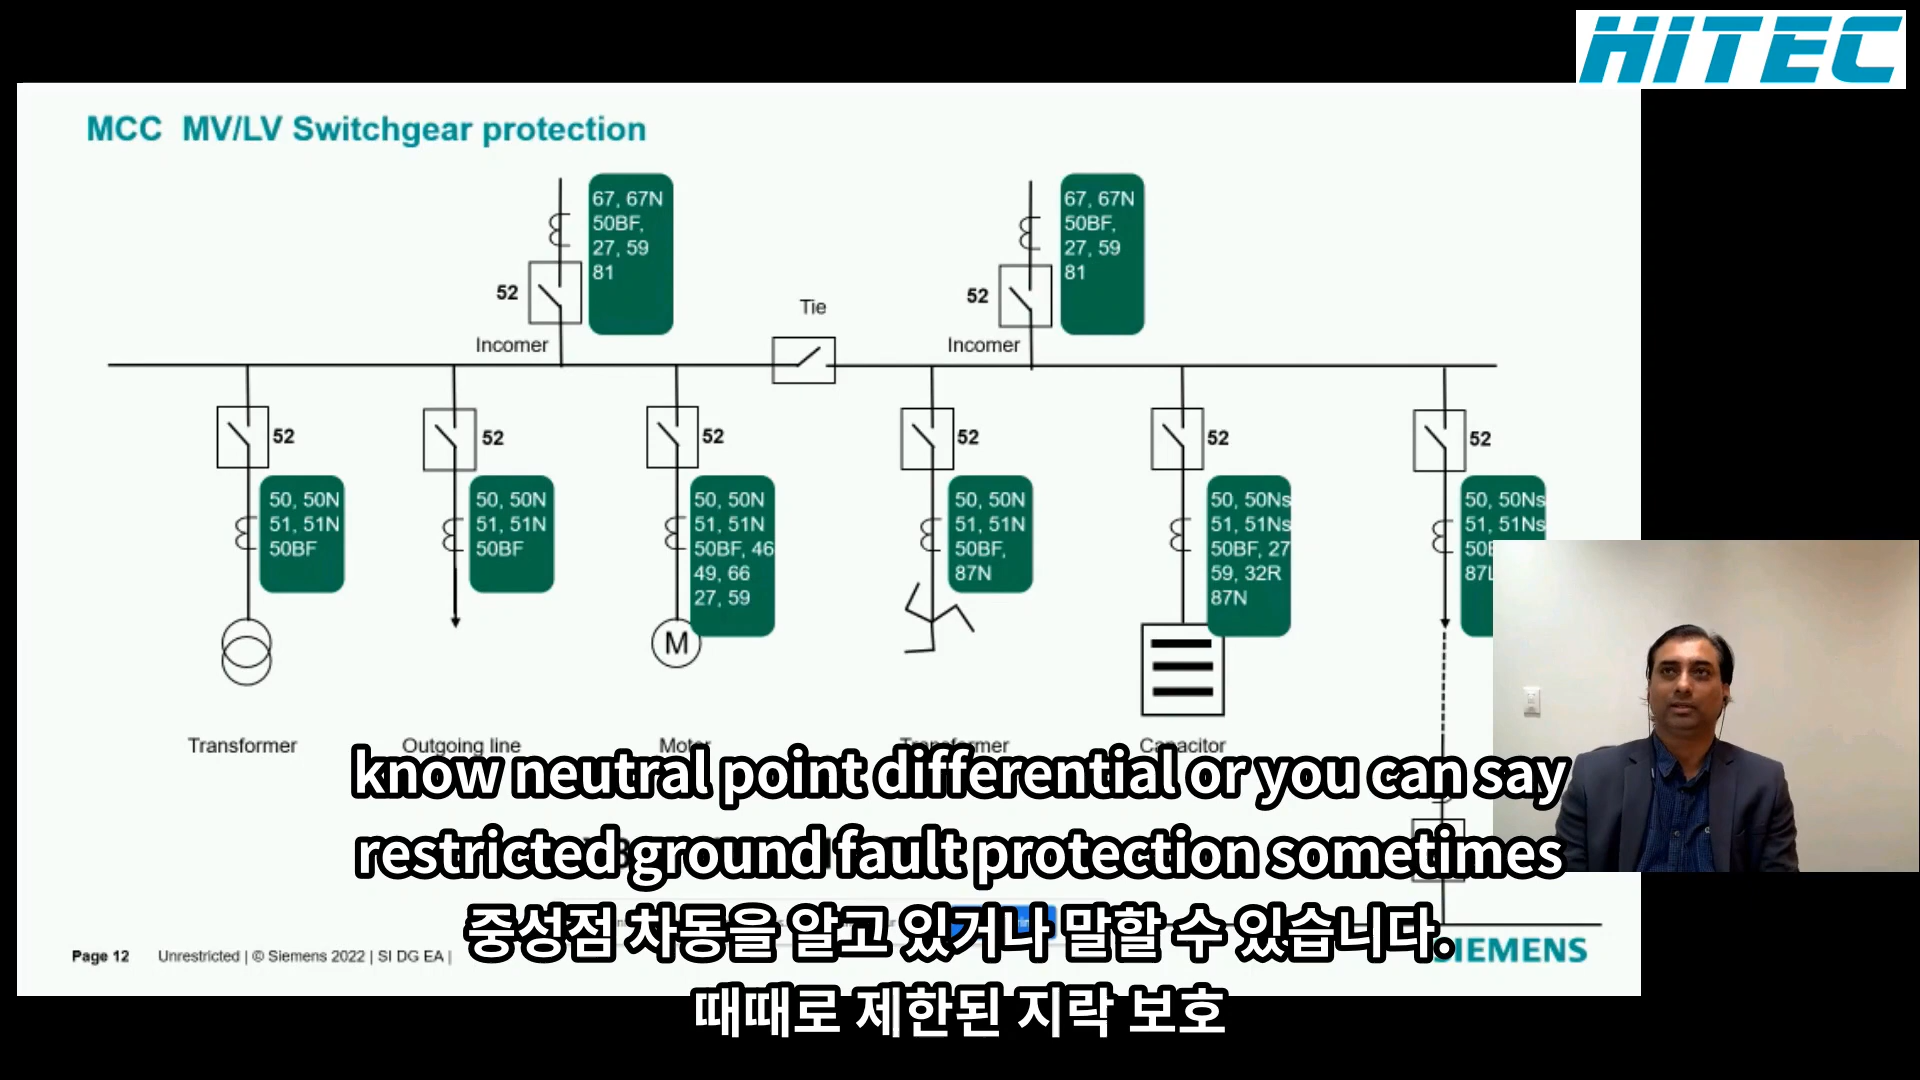 HITEC
MCC MV/LV Switchgear protection
67, 67N
50BF,
27, 59
81
52
Incomer
Tie
67, 67N
50BF,
27, 59
81
52
Incomer
52
50, 50N
51, 51N
50BF
Transformer
52
50, 50N
51, 51N
50BF
Outgoing line
52
50, 50N
51, 51N
50BF, 46
49, 66
27, 59
M
Motor
52
50, 50N
51, 51N
50BF,
87N
Transformer
52
50, 50Ns
51, 51Ns
50BF, 27
59, 32R
87N
Capacitor
52
50, 50Ns
51, 51Ns
know neutral point differential or you can say
restricted ground fault protection sometimes
중성점 차동을 알고 있거나 말할 수 있습니다.
때때로 제한된 지락 보호
Page 12 Unrestricted | © Siemens 2022 | SI DG EA |
SIEMENS